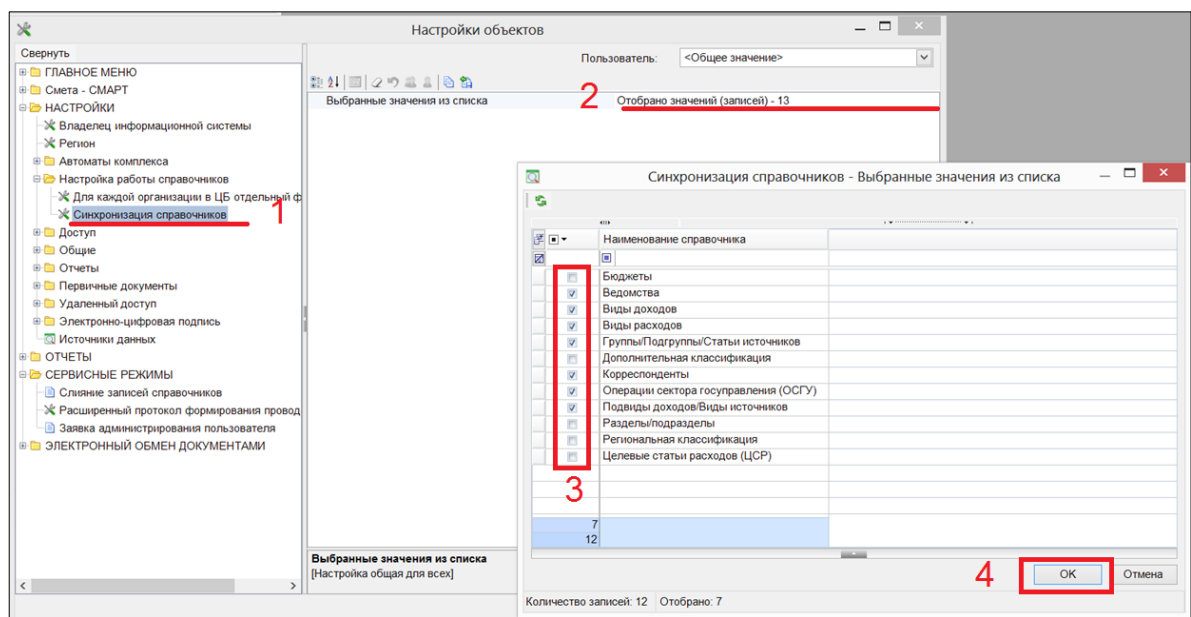 Настройки объектов
Свернуть
Пользователь: <Общее значение>
ГЛАВНОЕ МЕНЮ
Смета - СМАРТ
НАСТРОЙКИ
Владелец информационной системы
Регион
Автоматы комплекса
Настройка работы справочников
Для каждой организации в ЦБ отдельный ф
Синхронизация справочников
1
Доступ
Общие
Отчеты
Первичные документы
Удаленный доступ
Электронно-цифровая подпись
Источники данных
ОТЧЕТЫ
СЕРВИСНЫЕ РЕЖИМЫ
Слияние записей справочников
Расширенный протокол формирования провод
Заявка администрирования пользователя
ЭЛЕКТРОННЫЙ ОБМЕН ДОКУМЕНТАМИ
Выбранные значения из списка
2
Отобрано значений (записей) - 13
Выбранные значения из списка
[Настройка общая для всех]
Синхронизация справочников - Выбранные значения из списка
Наименование справочника
Бюджеты
Ведомства
Виды доходов
Виды расходов
Группы/Подгруппы/Статьи источников
Дополнительная классификация
Корреспонденты
Операции сектора госуправления (ОСГУ)
Подвиды доходов/Виды источников
Разделы/подразделы
Региональная классификация
Целевые статьи расходов (ЦСР)
3
7
12
4
OK
Отмена
Количество записей: 12 Отобрано: 7